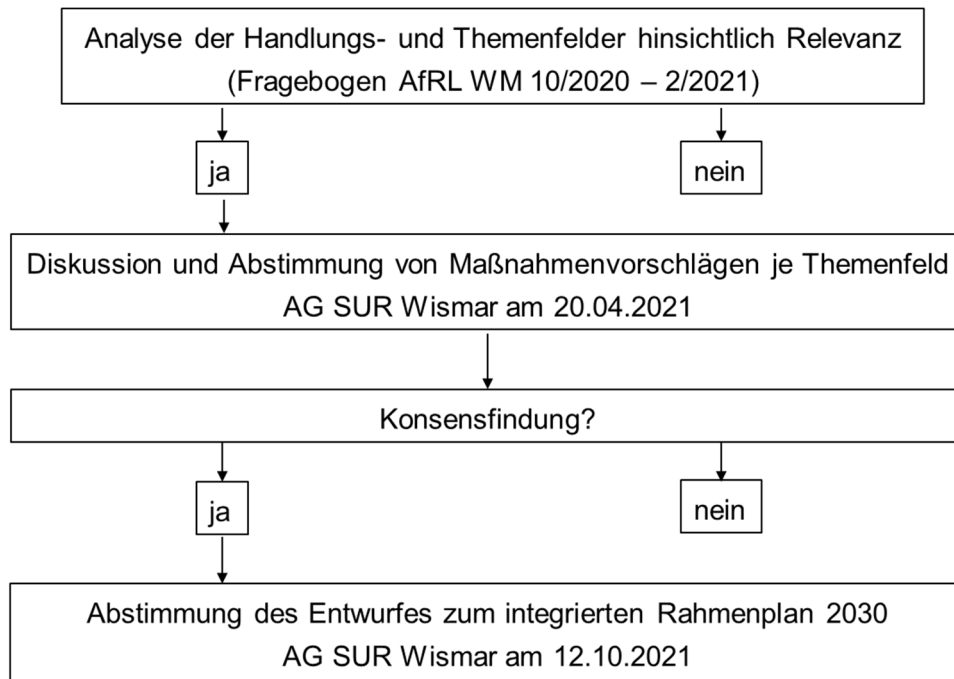 Analyse der Handlungs- und Themenfelder hinsichtlich Relevanz
(Fragebogen AfRL WM 10/2020 – 2/2021)
ja
nein
Diskussion und Abstimmung von Maßnahmenvorschlägen je Themenfeld
AG SUR Wismar am 20.04.2021
Konsensfindung?
ja
nein
Abstimmung des Entwurfes zum integrierten Rahmenplan 2030
AG SUR Wismar am 12.10.2021